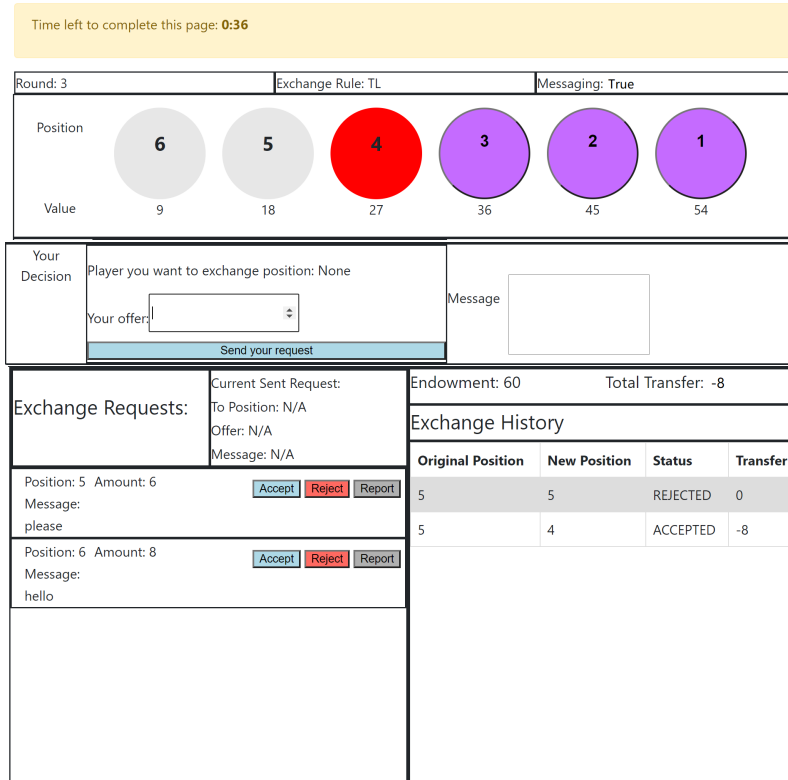 Time left to complete this page: 0:36
Round: 3 Exchange Rule: TL Messaging: True
Position 6 5 4 3 2 1
Value 9 18 27 36 45 54
Your Decision
Player you want to exchange position: None
Your offer:
Send your request
Message
Exchange Requests:
Current Sent Request:
To Position: N/A
Offer: N/A
Message: N/A
Position: 5 Amount: 6 Accept Reject Report
Message:
please
Position: 6 Amount: 8 Accept Reject Report
Message:
hello
Endowment: 60 Total Transfer: -8
Exchange History
Original Position New Position Status Transfer
5 5 REJECTED 0
5 4 ACCEPTED -8